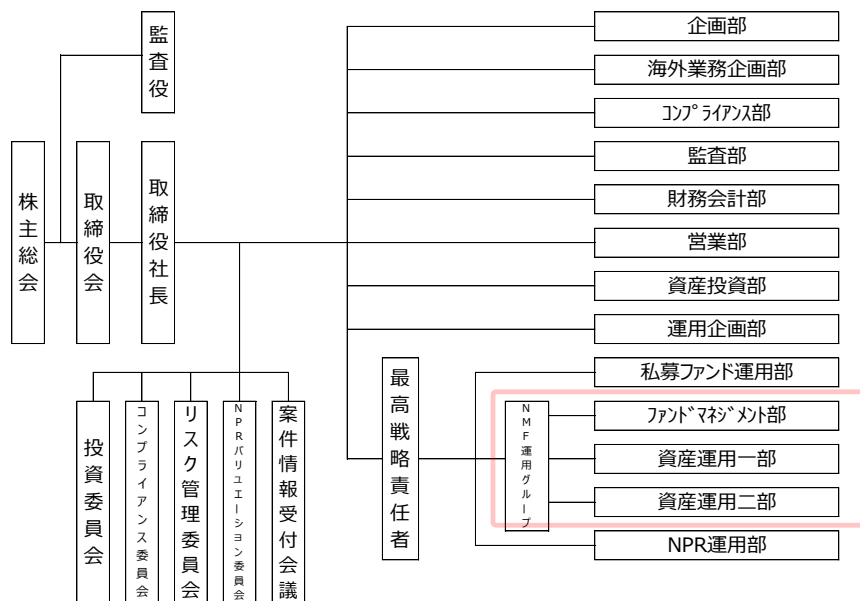 監査役
株主総会
取締役会
取締役社長
企画部
海外業務企画部
ｺﾝﾌﾟﾗｲｱﾝｽ部
監査部
財務会計部
営業部
資産投資部
運用企画部
最高戦略責任者
私募ファンド運用部
NMF運用グループ
ﾌｧﾝﾄﾞﾏﾈｼﾞﾒﾝﾄ部
資産運用一部
資産運用二部
NPR運用部
投資委員会
コンプライアンス委員会
リスク管理委員会
NPRバリュエーション委員会
案件情報受付会議